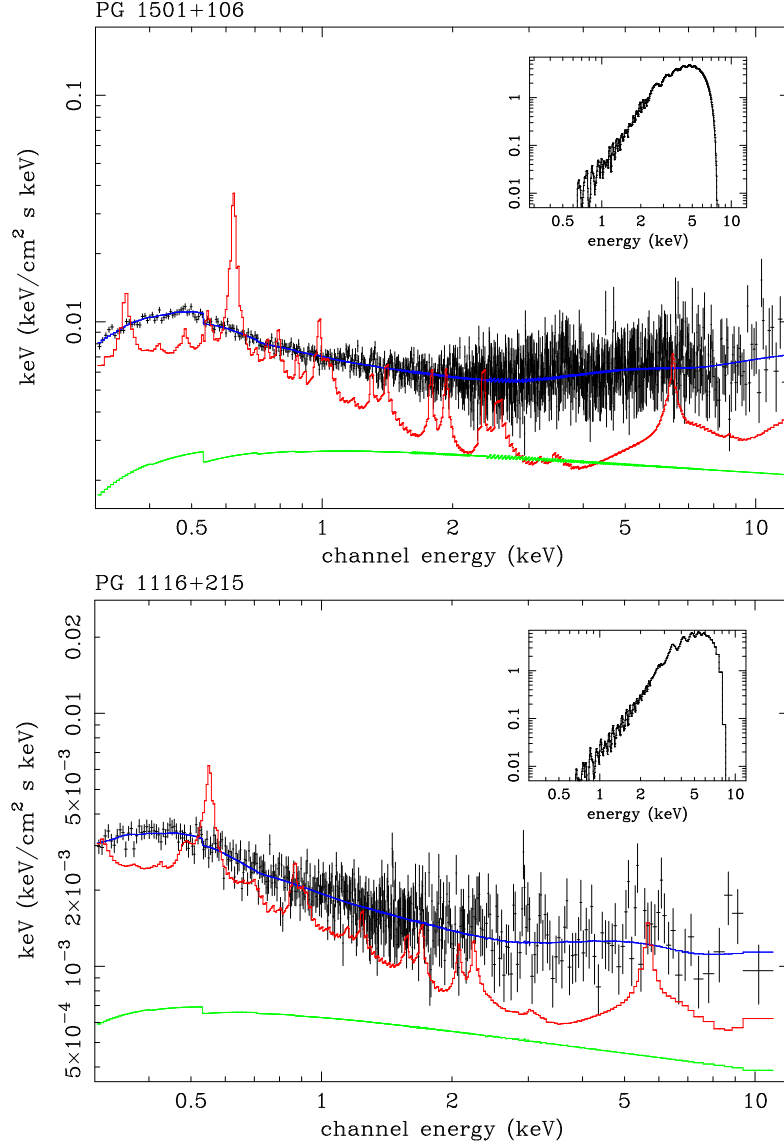 PG 1501+106
0.1
0.01
keV (keV/cm² s keV)
0.5 1 2 5 10
channel energy (keV)
1
0.1
0.01
0.5 1 2 5 10
energy (keV)
PG 1116+215
0.02
0.01
5×10⁻³
2×10⁻³
10⁻³
5×10⁻⁴
keV (keV/cm² s keV)
0.5 1 2 5 10
channel energy (keV)
1
0.1
0.01
0.5 1 2 5 10
energy (keV)